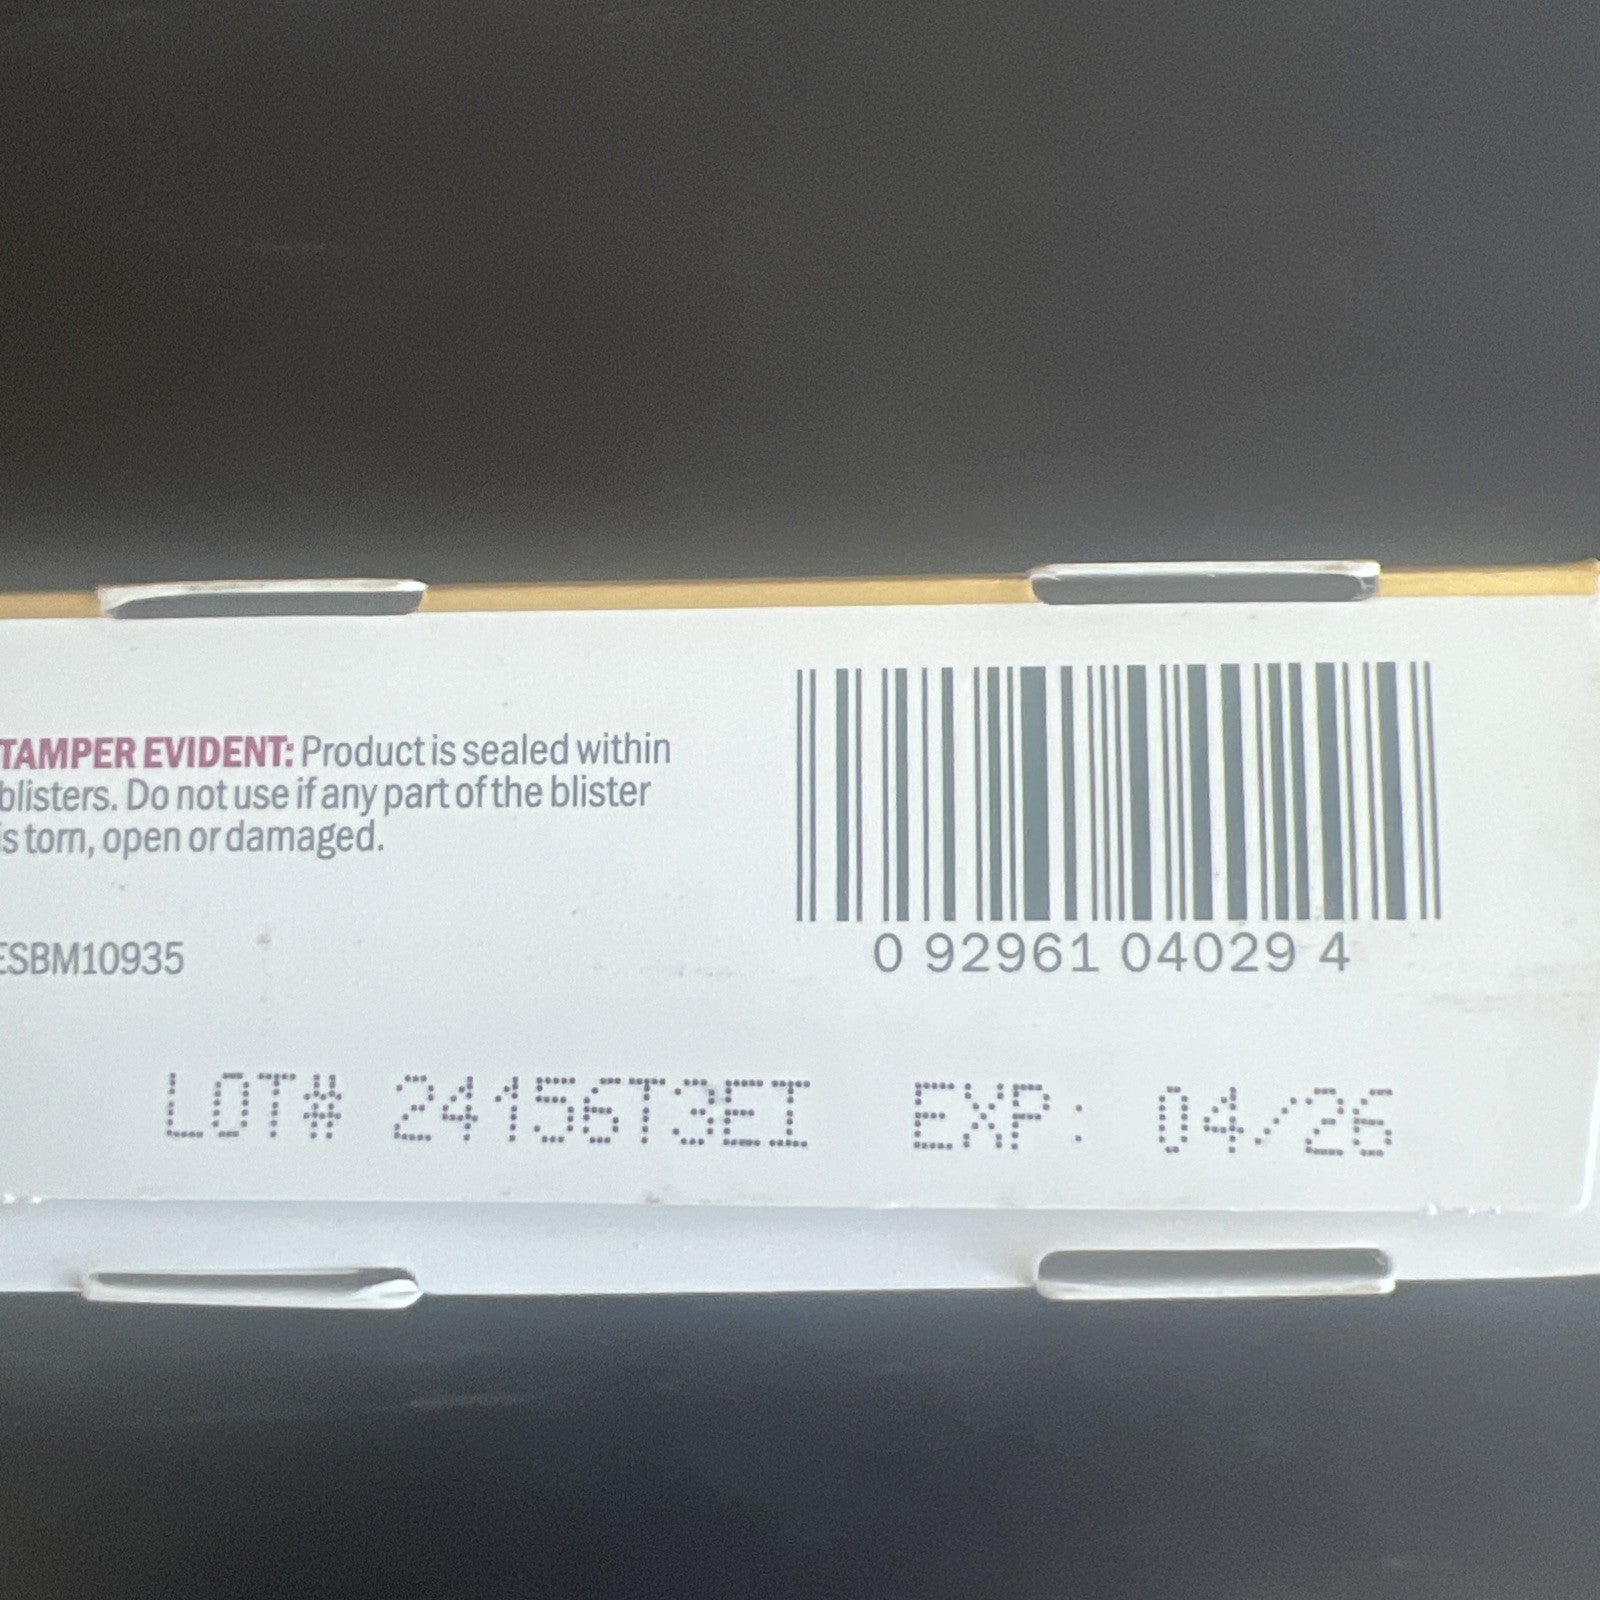 TAMPER EVIDENT: Product is sealed within
blisters. Do not use if any part of the blister
is torn, open or damaged.
ESBM10935
0 92961 04029 4
LOT# 24156T3EI EXP: 04/26